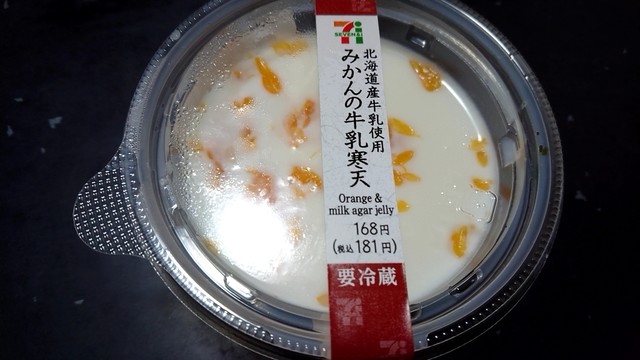 SEVEN & i
北海道産牛乳使用
みかんの牛乳寒天
Orange &
milk agar jelly
168円
(税込181円)
要冷蔵